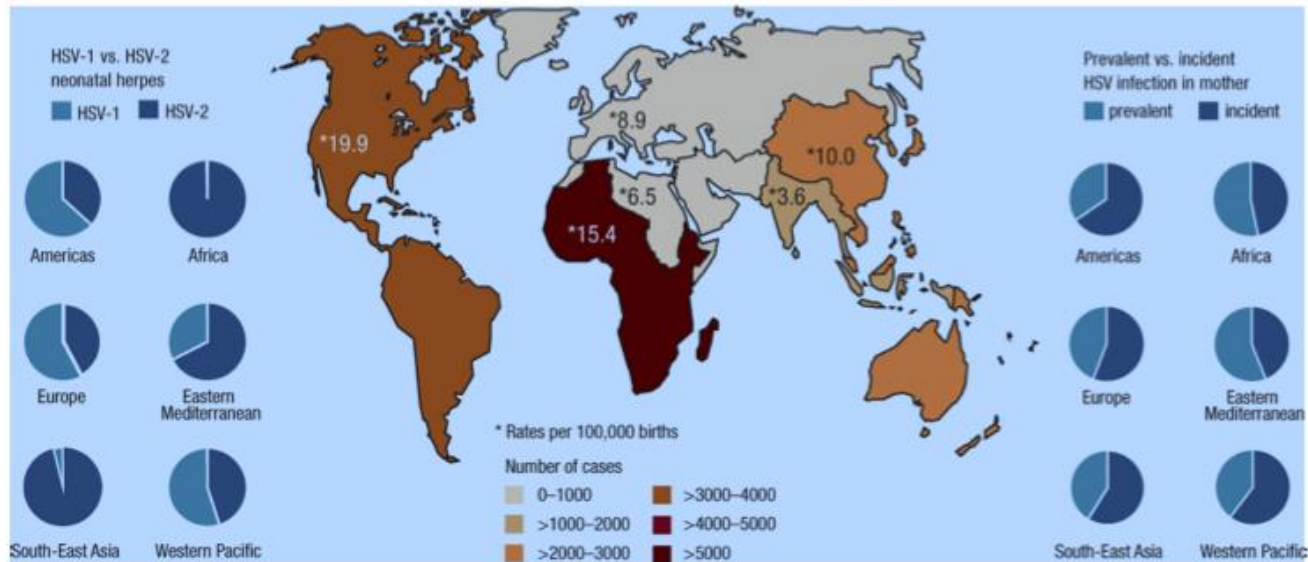 HSV-1 vs. HSV-2
neonatal herpes
HSV-1 HSV-2
Americas Africa
Europe Eastern
Mediterranean
South-East Asia Western Pacific
*19.9
*8.9
*10.0
*6.5
*3.6
*15.4
* Rates per 100,000 births
Number of cases
0–1000 >3000–4000
>1000–2000 >4000–5000
>2000–3000 >5000
Prevalent vs. incident
HSV infection in mother
prevalent incident
Americas Africa
Europe Eastern
Mediterranean
South-East Asia Western Pacific